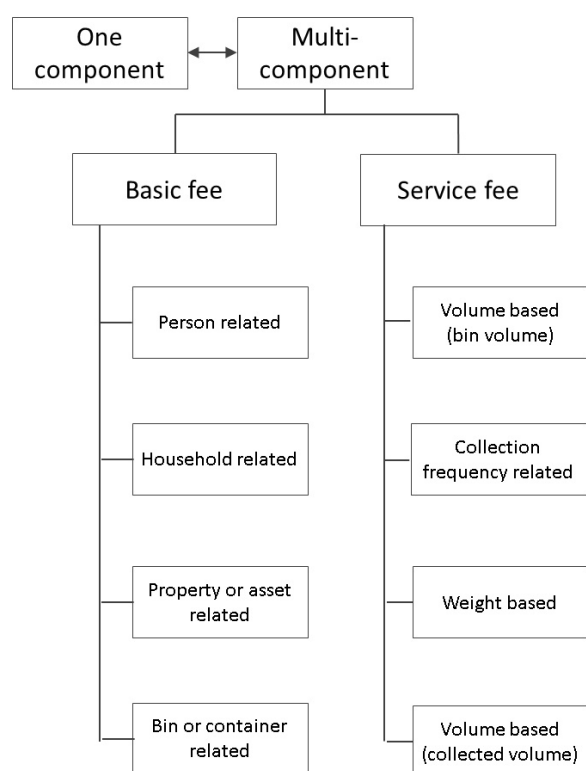 One
component
Multi-
component
Basic fee
Service fee
Person related
Household related
Property or asset
related
Bin or container
related
Volume based
(bin volume)
Collection
frequency related
Weight based
Volume based
(collected volume)